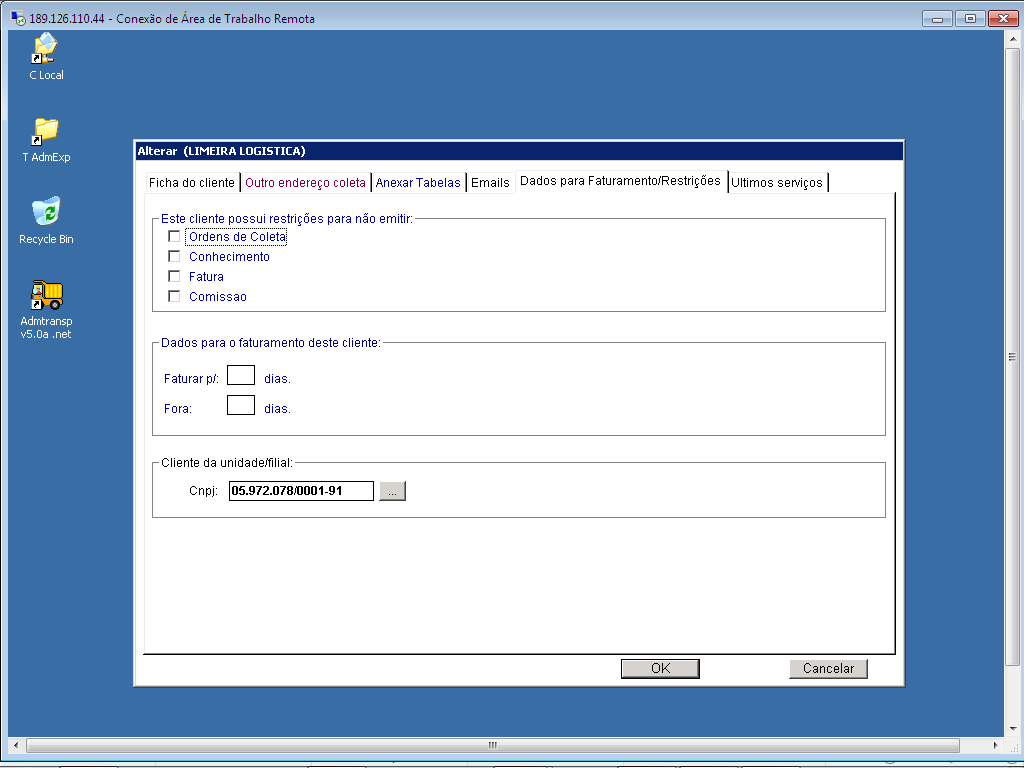 189.126.110.44 - Conexão de Área de Trabalho Remota
C Local
T AdmExp
Recycle Bin
Admtransp
v5.0a .net
Alterar (LIMEIRA LOGISTICA)
Ficha do cliente
Outro endereço coleta
Anexar Tabelas
Emails
Dados para Faturamento/Restrições
Ultimos serviços
Este cliente possui restrições para não emitir:
Ordens de Coleta
Conhecimento
Fatura
Comissao
Dados para o faturamento deste cliente:
Faturar p/: dias.
Fora: dias.
Cliente da unidade/filial:
Cnpj: 05.972.078/0001-91 ...
OK
Cancelar